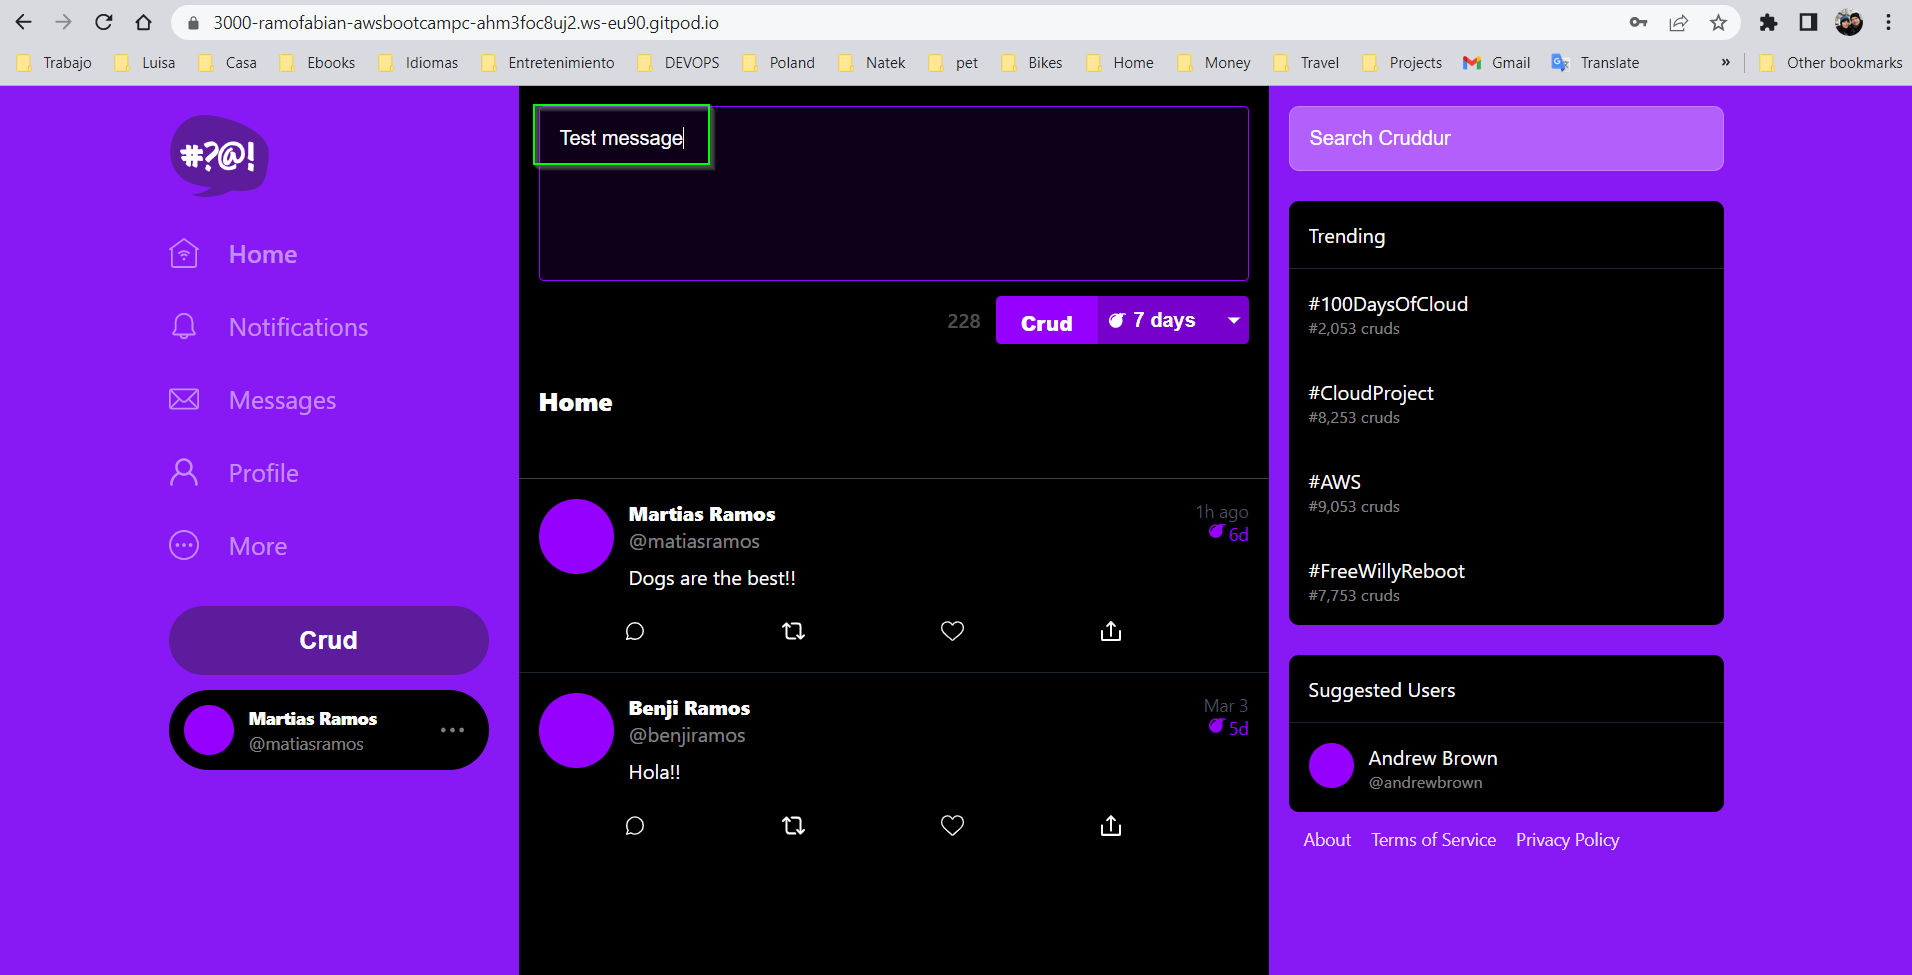 3000-ramofabian-awsbootcampc-ahm3foc8uj2.ws-eu90.gitpod.io
Trabajo Luisa Casa Ebooks Idiomas Entretenimiento DEVOPS Poland Natek pet Bikes Home Money Travel Projects Gmail Translate » Other bookmarks
#?@!
Home
Notifications
Messages
Profile
More
Crud
Martias Ramos
@matiasramos
Test message
228 Crud 7 days
Home
Martias Ramos 1h ago
@matiasramos 6d
Dogs are the best!!
Benji Ramos Mar 3
@benjiramos 5d
Hola!!
Search Cruddur
Trending
#100DaysOfCloud
#2,053 cruds
#CloudProject
#8,253 cruds
#AWS
#9,053 cruds
#FreeWillyReboot
#7,753 cruds
Suggested Users
Andrew Brown
@andrewbrown
About Terms of Service Privacy Policy